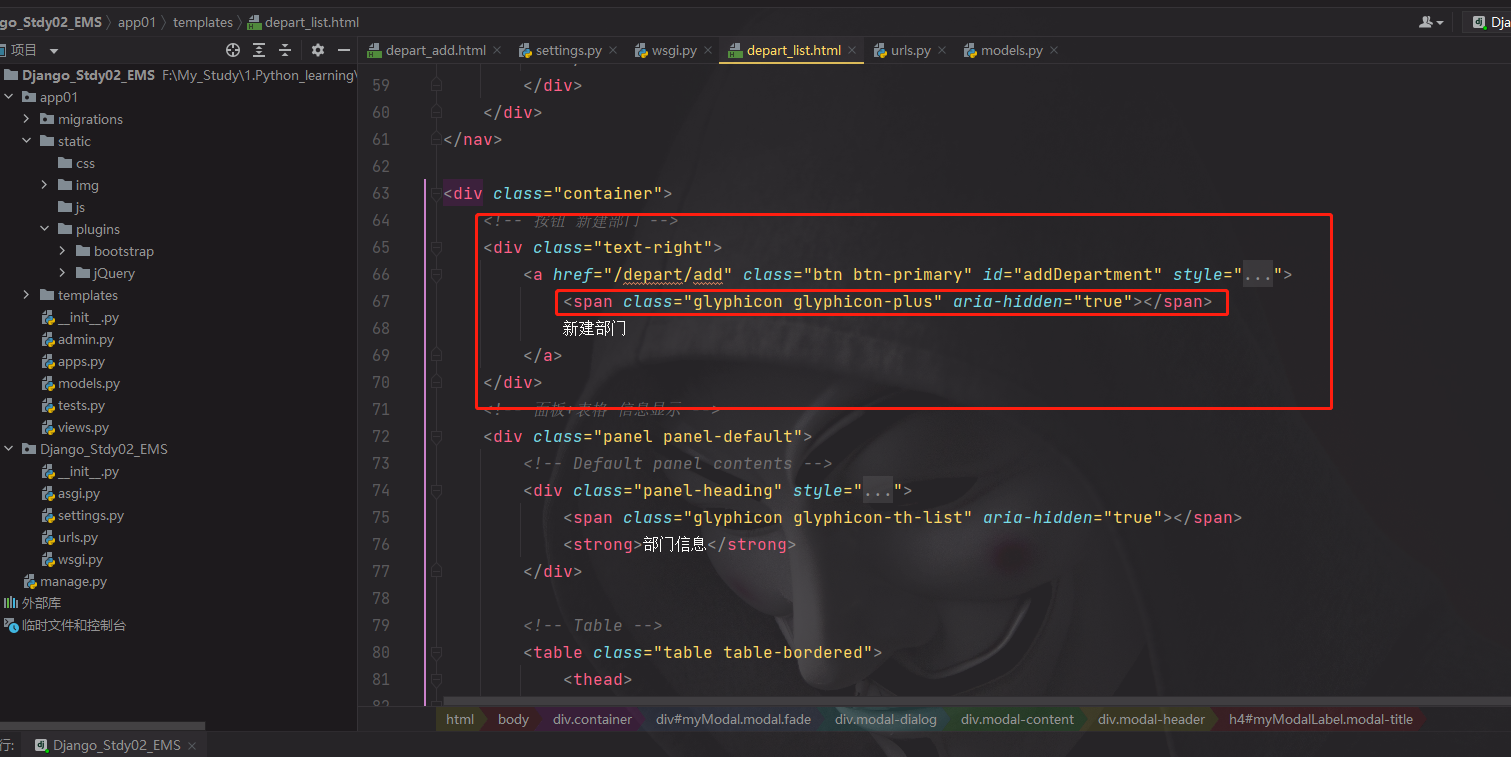 go_Stdy02_EMS app01 templates depart_list.html
Dja
项目
depart_add.html settings.py wsgi.py depart_list.html urls.py models.py
Django_Stdy02_EMS F:\My_Study\1.Python_learning\
app01
migrations
static
css
img
js
plugins
bootstrap
jQuery
templates
__init__.py
admin.py
apps.py
models.py
tests.py
views.py
Django_Stdy02_EMS
__init__.py
asgi.py
settings.py
urls.py
wsgi.py
manage.py
外部库
临时文件和控制台
59 </div>
60 </div>
61 </nav>
62
63 <div class="container">
64 <!-- 按钮 新建部门 -->
65 <div class="text-right">
66 <a href="/depart/add" class="btn btn-primary" id="addDepartment" style="...">
67 <span class="glyphicon glyphicon-plus" aria-hidden="true"></span>
68 新建部门
69 </a>
70 </div>
71 <!-- 面板+表格 信息显示 -->
72 <div class="panel panel-default">
73 <!-- Default panel contents -->
74 <div class="panel-heading" style="...">
75 <span class="glyphicon glyphicon-th-list" aria-hidden="true"></span>
76 <strong>部门信息</strong>
77 </div>
78
79 <!-- Table -->
80 <table class="table table-bordered">
81 <thead>
82
html body div.container div#myModal.modal.fade div.modal-dialog div.modal-content div.modal-header h4#myModalLabel.modal-title
行: Django_Stdy02_EMS